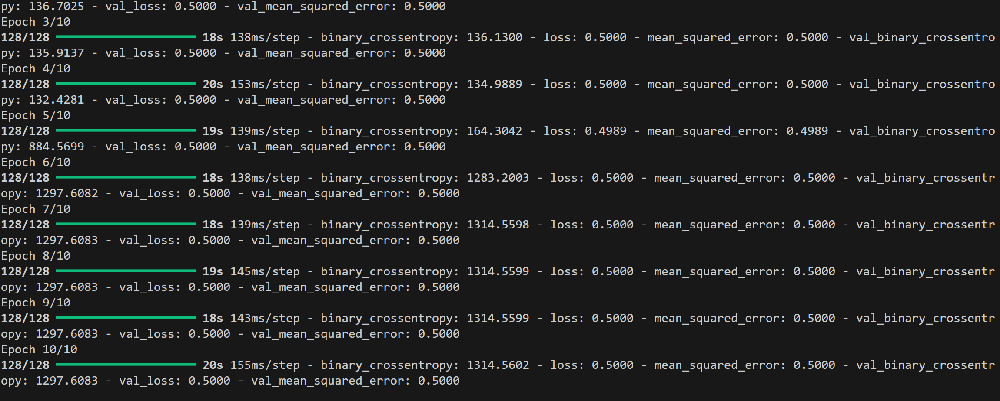 py: 136.7025 - val_loss: 0.5000 - val_mean_squared_error: 0.5000
Epoch 3/10
128/128 ━━━━━━━━━━━━━━━━━━━━ 18s 138ms/step - binary_crossentropy: 136.1300 - loss: 0.5000 - mean_squared_error: 0.5000 - val_binary_crossentro
py: 135.9137 - val_loss: 0.5000 - val_mean_squared_error: 0.5000
Epoch 4/10
128/128 ━━━━━━━━━━━━━━━━━━━━ 20s 153ms/step - binary_crossentropy: 134.9889 - loss: 0.5000 - mean_squared_error: 0.5000 - val_binary_crossentro
py: 132.4281 - val_loss: 0.5000 - val_mean_squared_error: 0.5000
Epoch 5/10
128/128 ━━━━━━━━━━━━━━━━━━━━ 19s 139ms/step - binary_crossentropy: 164.3042 - loss: 0.4989 - mean_squared_error: 0.4989 - val_binary_crossentro
py: 884.5699 - val_loss: 0.5000 - val_mean_squared_error: 0.5000
Epoch 6/10
128/128 ━━━━━━━━━━━━━━━━━━━━ 18s 138ms/step - binary_crossentropy: 1283.2003 - loss: 0.5000 - mean_squared_error: 0.5000 - val_binary_crossentr
opy: 1297.6082 - val_loss: 0.5000 - val_mean_squared_error: 0.5000
Epoch 7/10
128/128 ━━━━━━━━━━━━━━━━━━━━ 18s 139ms/step - binary_crossentropy: 1314.5598 - loss: 0.5000 - mean_squared_error: 0.5000 - val_binary_crossentr
opy: 1297.6083 - val_loss: 0.5000 - val_mean_squared_error: 0.5000
Epoch 8/10
128/128 ━━━━━━━━━━━━━━━━━━━━ 19s 145ms/step - binary_crossentropy: 1314.5599 - loss: 0.5000 - mean_squared_error: 0.5000 - val_binary_crossentr
opy: 1297.6083 - val_loss: 0.5000 - val_mean_squared_error: 0.5000
Epoch 9/10
128/128 ━━━━━━━━━━━━━━━━━━━━ 18s 143ms/step - binary_crossentropy: 1314.5599 - loss: 0.5000 - mean_squared_error: 0.5000 - val_binary_crossentr
opy: 1297.6083 - val_loss: 0.5000 - val_mean_squared_error: 0.5000
Epoch 10/10
128/128 ━━━━━━━━━━━━━━━━━━━━ 20s 155ms/step - binary_crossentropy: 1314.5602 - loss: 0.5000 - mean_squared_error: 0.5000 - val_binary_crossentr
opy: 1297.6083 - val_loss: 0.5000 - val_mean_squared_error: 0.5000